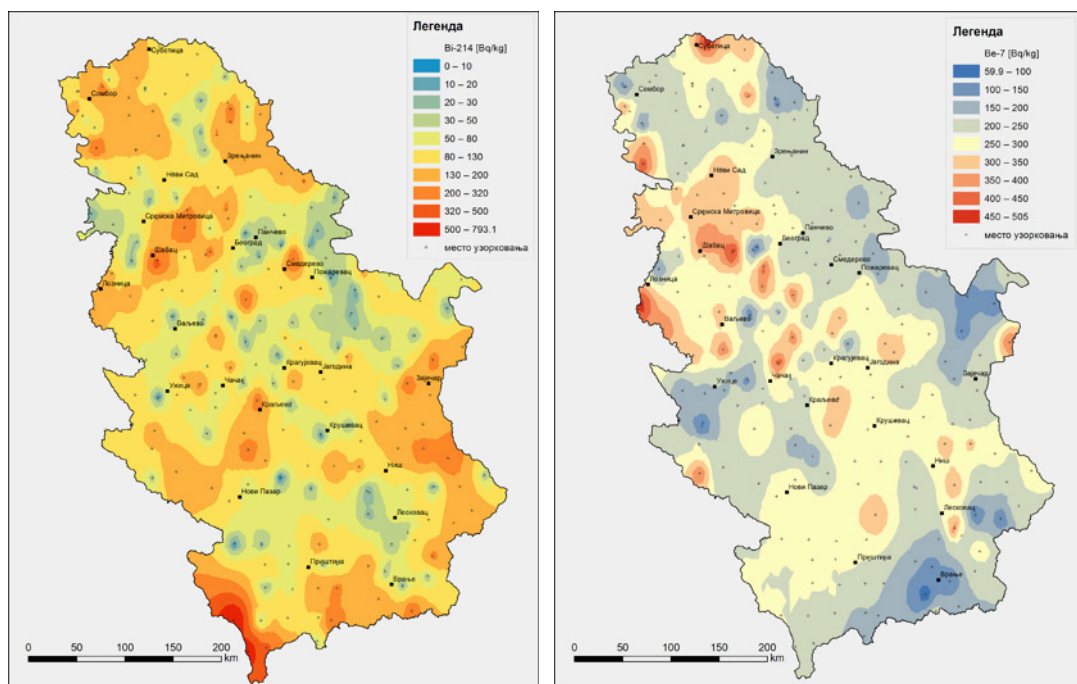 Легенда
Bi-214 [Bq/kg]
0 – 10
10 – 20
20 – 30
30 – 50
50 – 80
80 – 130
130 – 200
200 – 320
320 – 500
500 – 793.1
место узорковања
Суботица
Сомбор
Зрењанин
Нови Сад
Сремска Митровица
Панчево
Београд
Шабац
Смедерево
Пожаревац
Лозница
Ваљево
Крагујевац
Јагодина
Зајечар
Чачак
Ужице
Краљево
Крушевац
Ниш
Нови Пазар
Лесковац
Приштина
Врање
0 50 100 150 200
km
Легенда
Be-7 [Bq/kg]
59.9 – 100
100 – 150
150 – 200
200 – 250
250 – 300
300 – 350
350 – 400
400 – 450
450 – 505
место узорковања
Суботица
Сомбор
Зрењанин
Нови Сад
Сремска Митровица
Панчево
Београд
Шабац
Смедерево
Пожаревац
Лозница
Ваљево
Крагујевац
Јагодина
Зајечар
Чачак
Ужице
Краљево
Крушевац
Ниш
Нови Пазар
Лесковац
Приштина
Врање
0 50 100 150 200
km